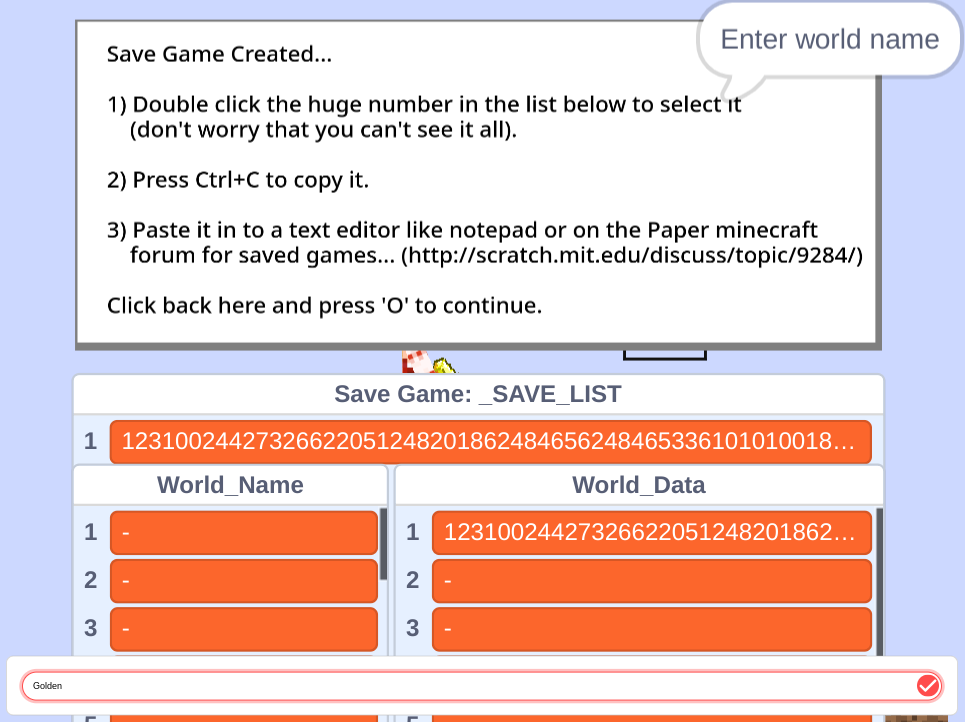 Enter world name
Save Game Created...
1) Double click the huge number in the list below to select it
(don't worry that you can't see it all).
2) Press Ctrl+C to copy it.
3) Paste it in to a text editor like notepad or on the Paper minecraft
forum for saved games... (http://scratch.mit.edu/discuss/topic/9284/)
Click back here and press 'O' to continue.
Save Game: _SAVE_LIST
1 12310024427326622051248201862484656248465336101010018…
World_Name
1 -
2 -
3 -
World_Data
1 12310024427326622051248201862…
2 -
3 -
Golden